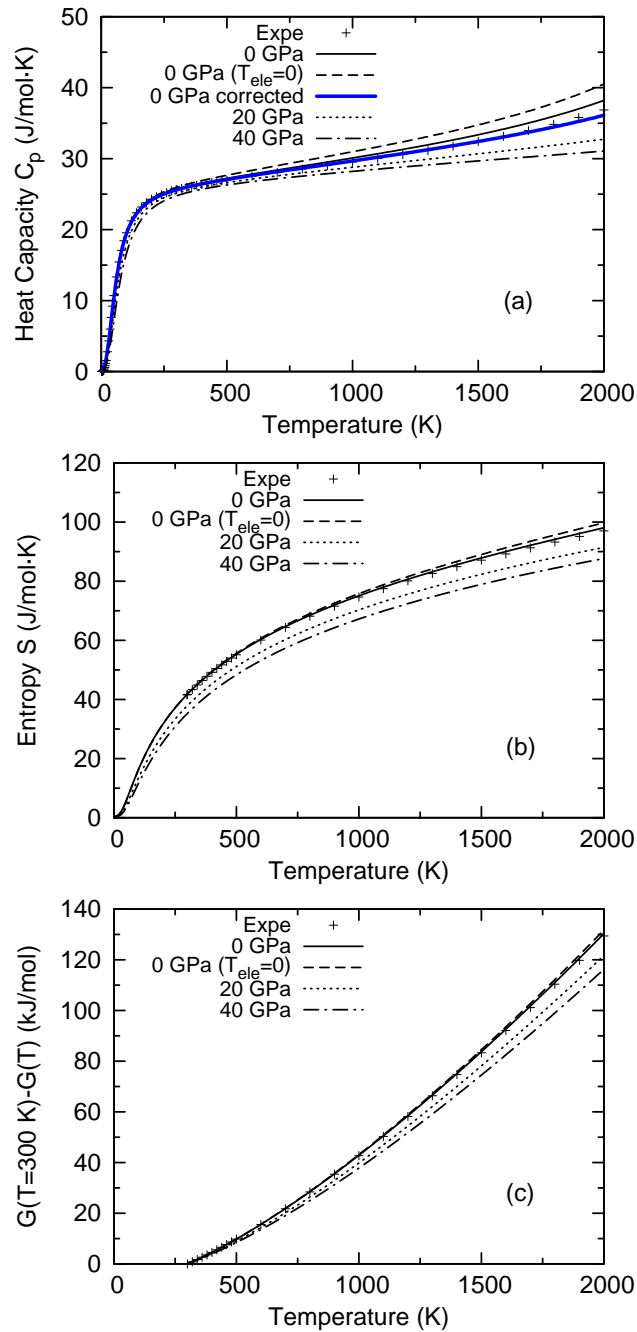 Heat Capacity C_p (J/mol·K)
50
40
30
20
10
0
Expe
0 GPa
0 GPa (T_ele=0)
0 GPa corrected
20 GPa
40 GPa
(a)
0 500 1000 1500 2000
Temperature (K)
Entropy S (J/mol·K)
120
100
80
60
40
20
0
Expe
0 GPa
0 GPa (T_ele=0)
20 GPa
40 GPa
(b)
0 500 1000 1500 2000
Temperature (K)
G(T=300 K)-G(T) (kJ/mol)
140
120
100
80
60
40
20
0
Expe
0 GPa
0 GPa (T_ele=0)
20 GPa
40 GPa
(c)
0 500 1000 1500 2000
Temperature (K)